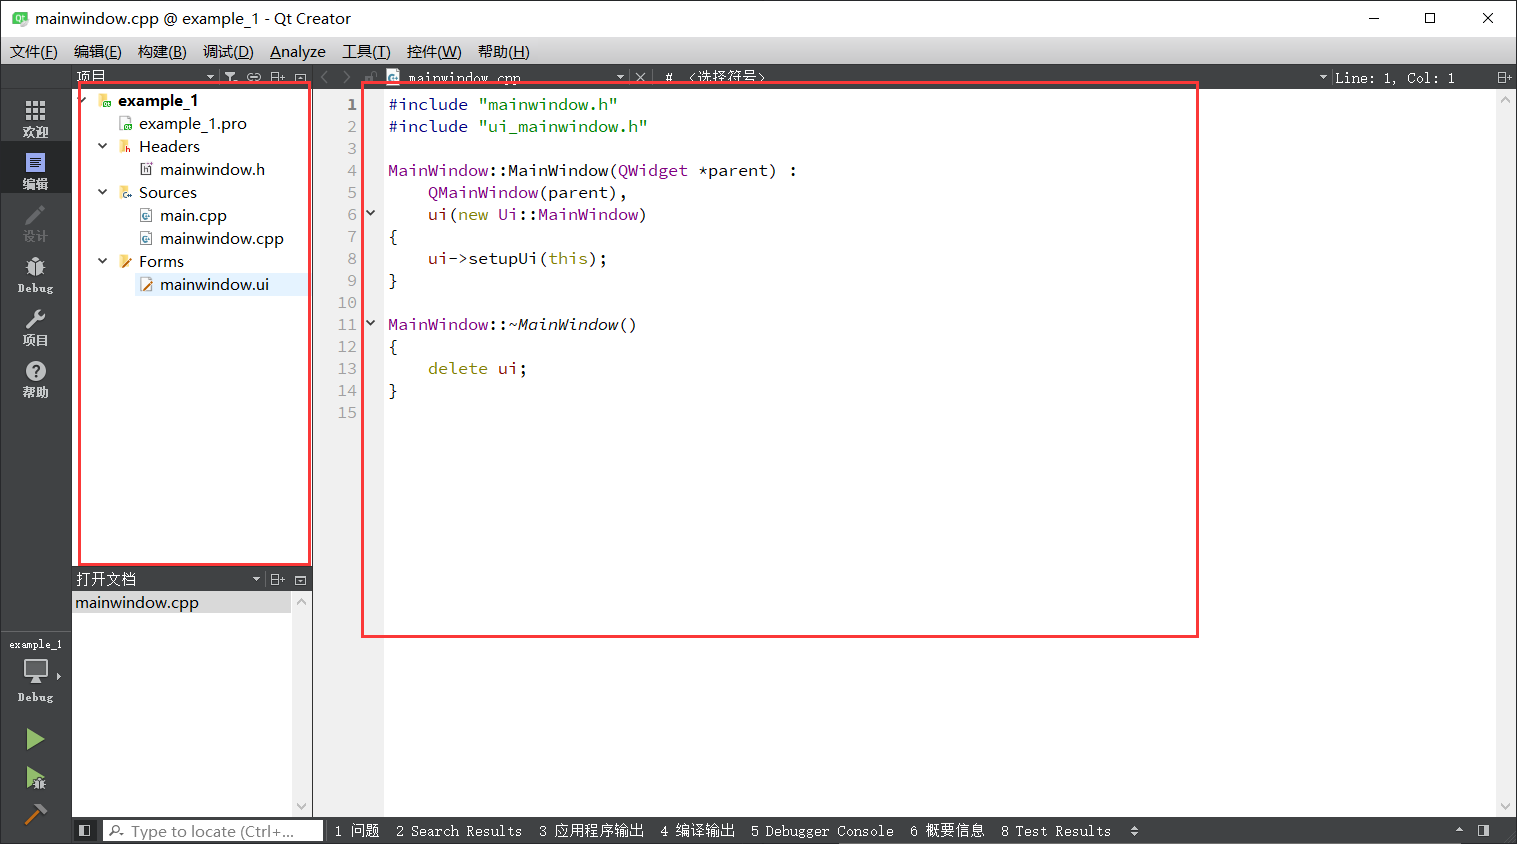 mainwindow.cpp @ example_1 - Qt Creator
文件(F) 编辑(E) 构建(B) 调试(D) Analyze 工具(T) 控件(W) 帮助(H)
项目
mainwindow.cpp # <选择符号> Line: 1, Col: 1
欢迎
编辑
设计
Debug
项目
帮助
example_1
example_1.pro
Headers
mainwindow.h
Sources
main.cpp
mainwindow.cpp
Forms
mainwindow.ui
1 #include "mainwindow.h"
2 #include "ui_mainwindow.h"
3
4 MainWindow::MainWindow(QWidget *parent) :
5 QMainWindow(parent),
6 ui(new Ui::MainWindow)
7 {
8 ui->setupUi(this);
9 }
10
11 MainWindow::~MainWindow()
12 {
13 delete ui;
14 }
15
打开文档
mainwindow.cpp
example_1
Debug
Type to locate (Ctrl+...
1 问题 2 Search Results 3 应用程序输出 4 编译输出 5 Debugger Console 6 概要信息 8 Test Results